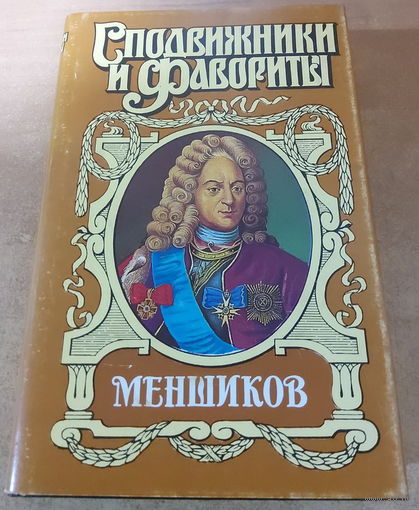 Сподвижники
и Фавориты
МЕНШИКОВ